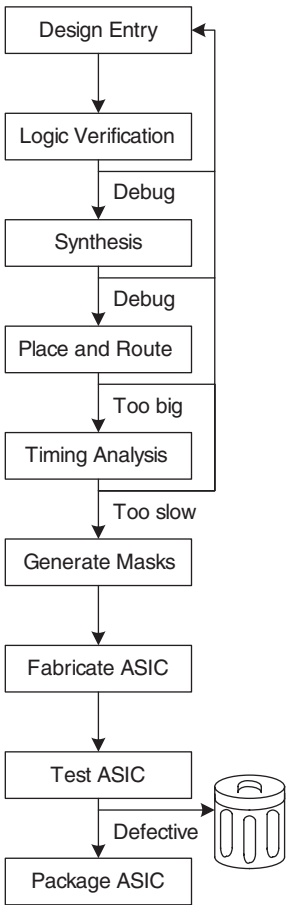 Design Entry
Logic Verification
Debug
Synthesis
Debug
Place and Route
Too big
Timing Analysis
Too slow
Generate Masks
Fabricate ASIC
Test ASIC
Defective
Package ASIC